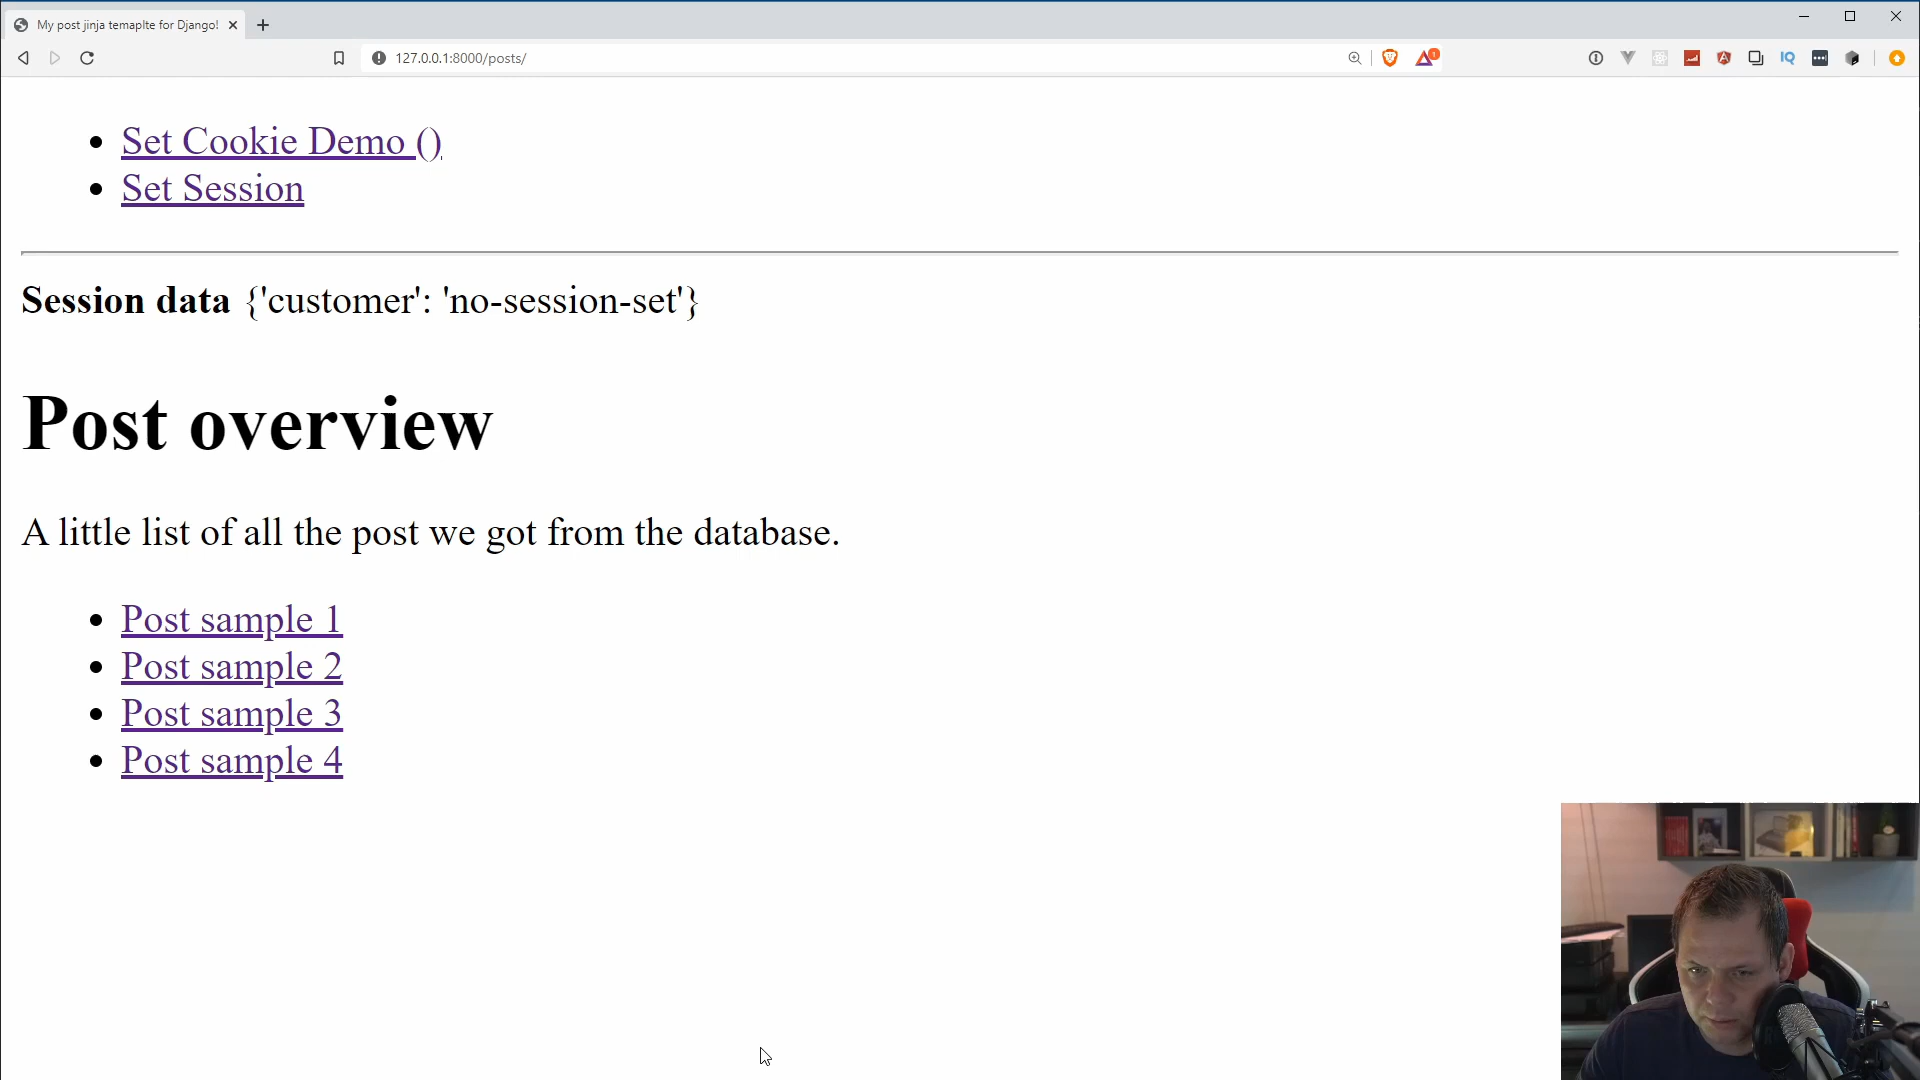 My post jinja temaplte for Django!
127.0.0.1:8000/posts/
1
IQ
Set Cookie Demo ()
Set Session
Session data {'customer': 'no-session-set'}
Post overview
A little list of all the post we got from the database.
Post sample 1
Post sample 2
Post sample 3
Post sample 4